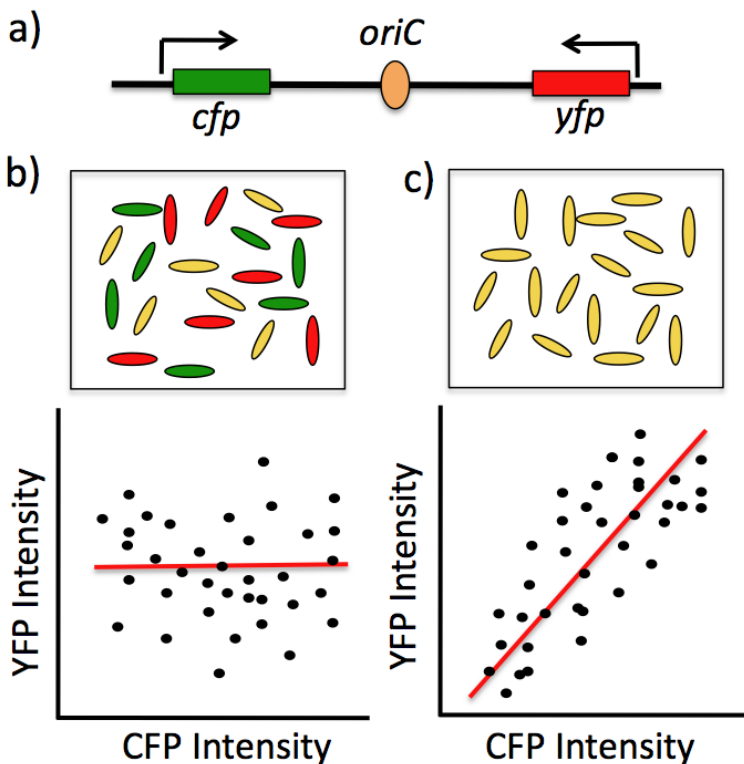 a)
oriC
cfp
yfp
b)
c)
YFP Intensity
CFP Intensity
YFP Intensity
CFP Intensity